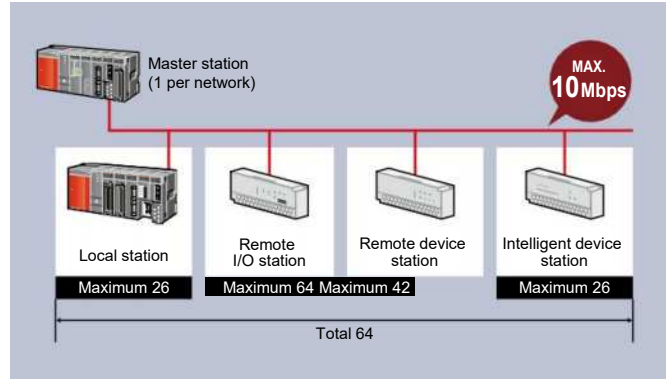 Master station
(1 per network)
MAX.
10Mbps
Local station
Remote
I/O station
Remote device
station
Intelligent device
station
Maximum 26
Maximum 64 Maximum 42
Maximum 26
Total 64